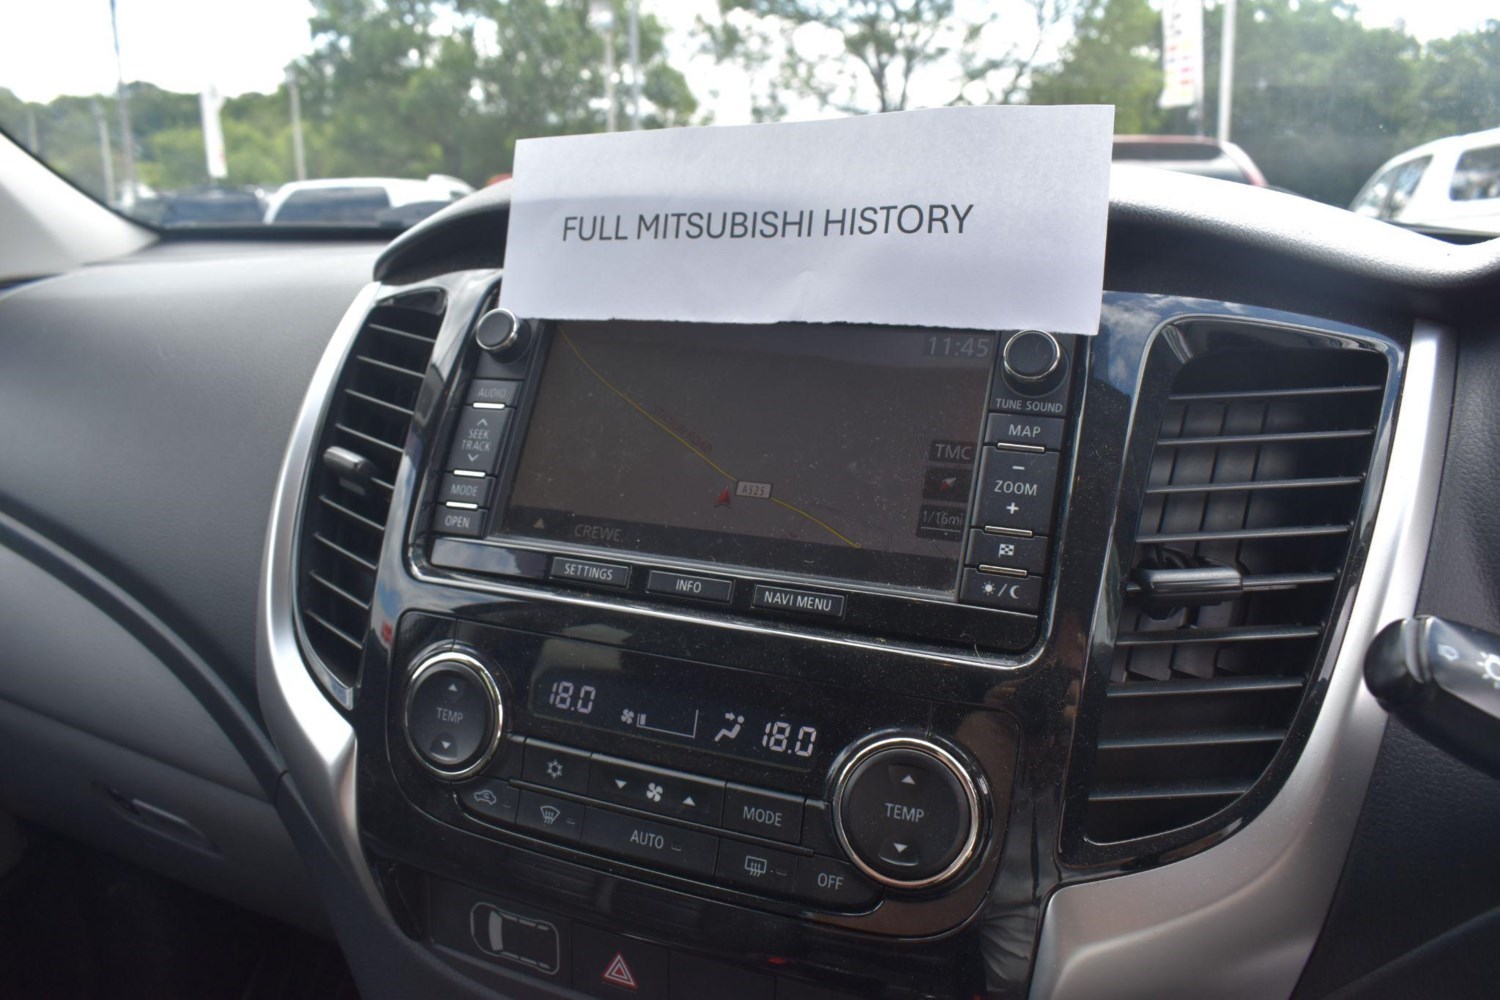 FULL MITSUBISHI HISTORY
11:45
AUDIO
TUNE SOUND
SEEK
TRACK
MAP
TMC
ZOOM
MODE
A525
1/16mi
OPEN
CREWE
SETTINGS
INFO
NAVI MENU
TEMP
18.0
18.0
TEMP
MODE
AUTO
OFF